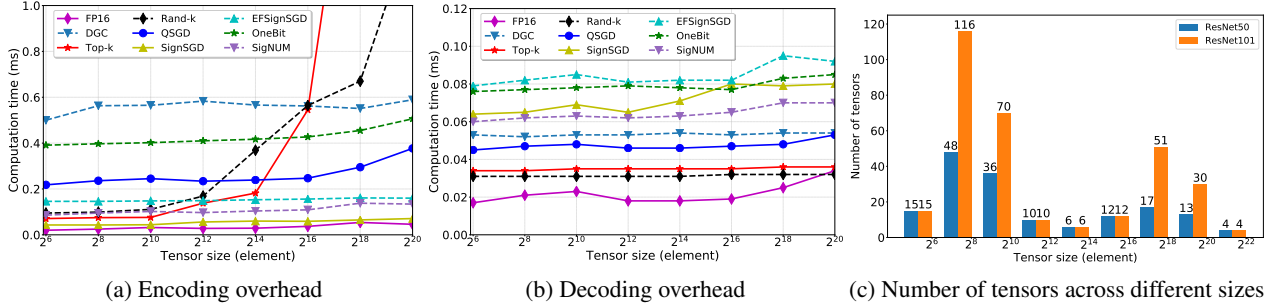 FP16
DGC
Top-k
Rand-k
QSGD
SignSGD
EFSignSGD
OneBit
SigNUM
Computation time (ms)
1.0
0.8
0.6
0.4
0.2
0.0
2^6 2^8 2^10 2^12 2^14 2^16 2^18 2^20
Tensor size (element)
(a) Encoding overhead
FP16
DGC
Top-k
Rand-k
QSGD
SignSGD
EFSignSGD
OneBit
SigNUM
Computation time (ms)
0.12
0.10
0.08
0.06
0.04
0.02
0.00
2^6 2^8 2^10 2^12 2^14 2^16 2^18 2^20
Tensor size (element)
(b) Decoding overhead
ResNet50
ResNet101
Number of tensors
120
100
80
60
40
20
0
15 15 48 116 36 70 10 10 6 6 12 12 17 51 13 30 4 4
2^6 2^8 2^10 2^12 2^14 2^16 2^18 2^20 2^22
Tensor size (element)
(c) Number of tensors across different sizes